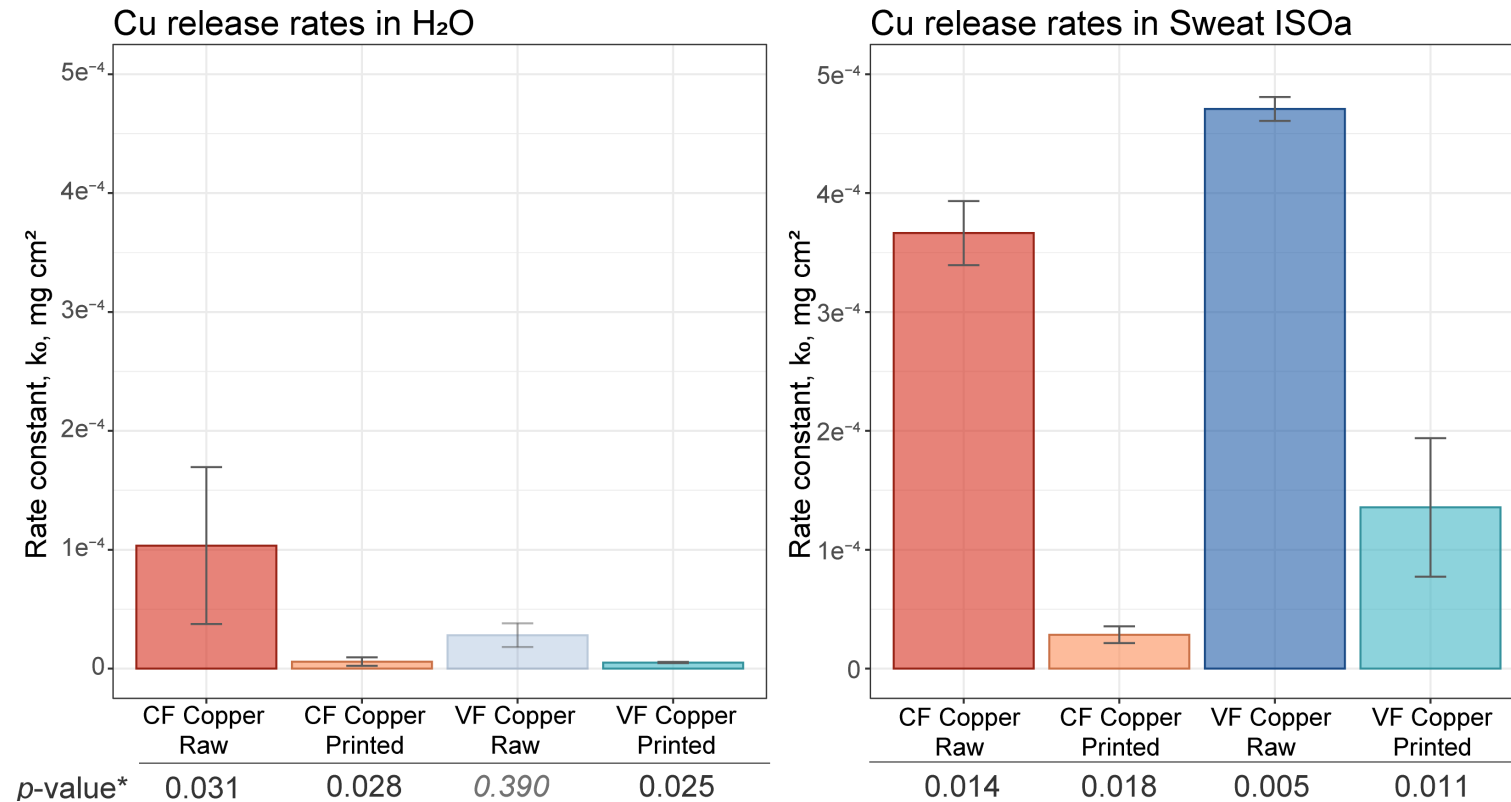 Cu release rates in H₂O
Rate constant, k₀, mg cm²
5e⁻⁴
4e⁻⁴
3e⁻⁴
2e⁻⁴
1e⁻⁴
0
CF Copper
Raw
CF Copper
Printed
VF Copper
Raw
VF Copper
Printed
p-value*
0.031
0.028
0.390
0.025
Cu release rates in Sweat ISOa
Rate constant, k₀, mg cm²
5e⁻⁴
4e⁻⁴
3e⁻⁴
2e⁻⁴
1e⁻⁴
0
CF Copper
Raw
CF Copper
Printed
VF Copper
Raw
VF Copper
Printed
0.014
0.018
0.005
0.011